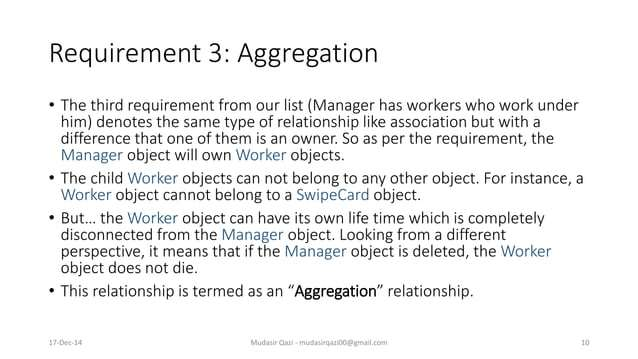 Requirement 3: Aggregation
• The third requirement from our list (Manager has workers who work under
him) denotes the same type of relationship like association but with a
difference that one of them is an owner. So as per the requirement, the
Manager object will own Worker objects.
• The child Worker objects can not belong to any other object. For instance, a
Worker object cannot belong to a SwipeCard object.
• But… the Worker object can have its own life time which is completely
disconnected from the Manager object. Looking from a different
perspective, it means that if the Manager object is deleted, the Worker
object does not die.
• This relationship is termed as an “Aggregation” relationship.
17-Dec-14
Mudasir Qazi - mudasirqazi00@gmail.com
10